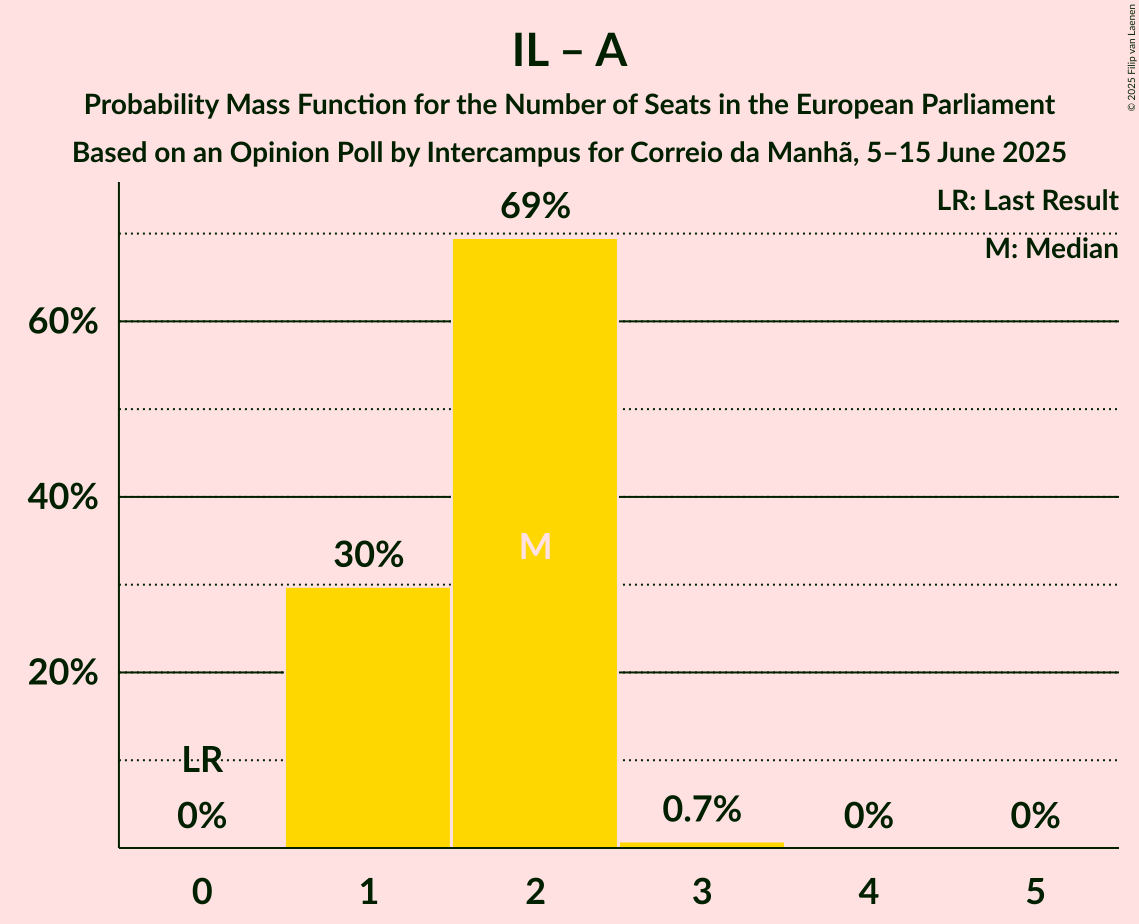 IL – A
Probability Mass Function for the Number of Seats in the European Parliament
Based on an Opinion Poll by Intercampus for Correio da Manhã, 5–15 June 2025
© 2025 Filip van Laenen
LR: Last Result
M: Median
69%
60%
40%
30%
20%
M
LR
0%
0.7%
0%
0%
0
1
2
3
4
5